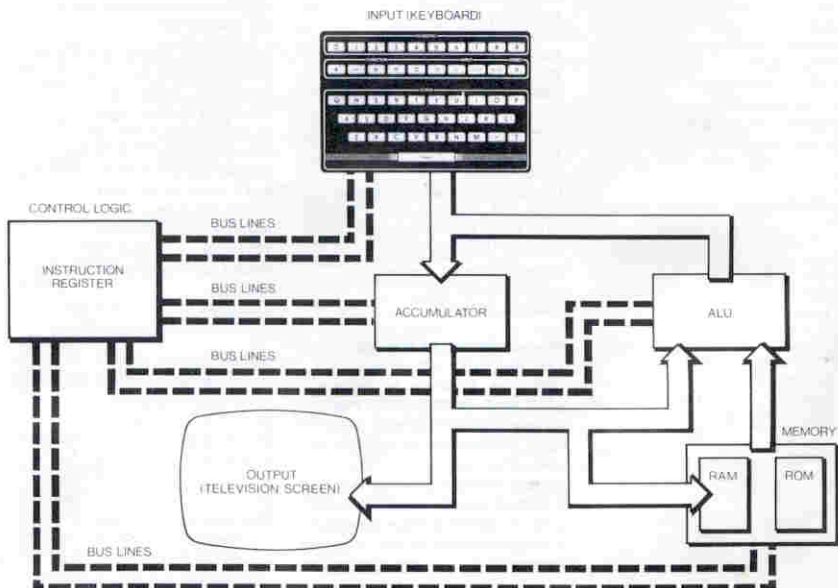 INPUT (KEYBOARD)
CONTROL LOGIC
BUS LINES
INSTRUCTION
REGISTER
BUS LINES
ACCUMULATOR
ALU
BUS LINES
MEMORY
OUTPUT
(TELEVISION SCREEN)
RAM
ROM
BUS LINES